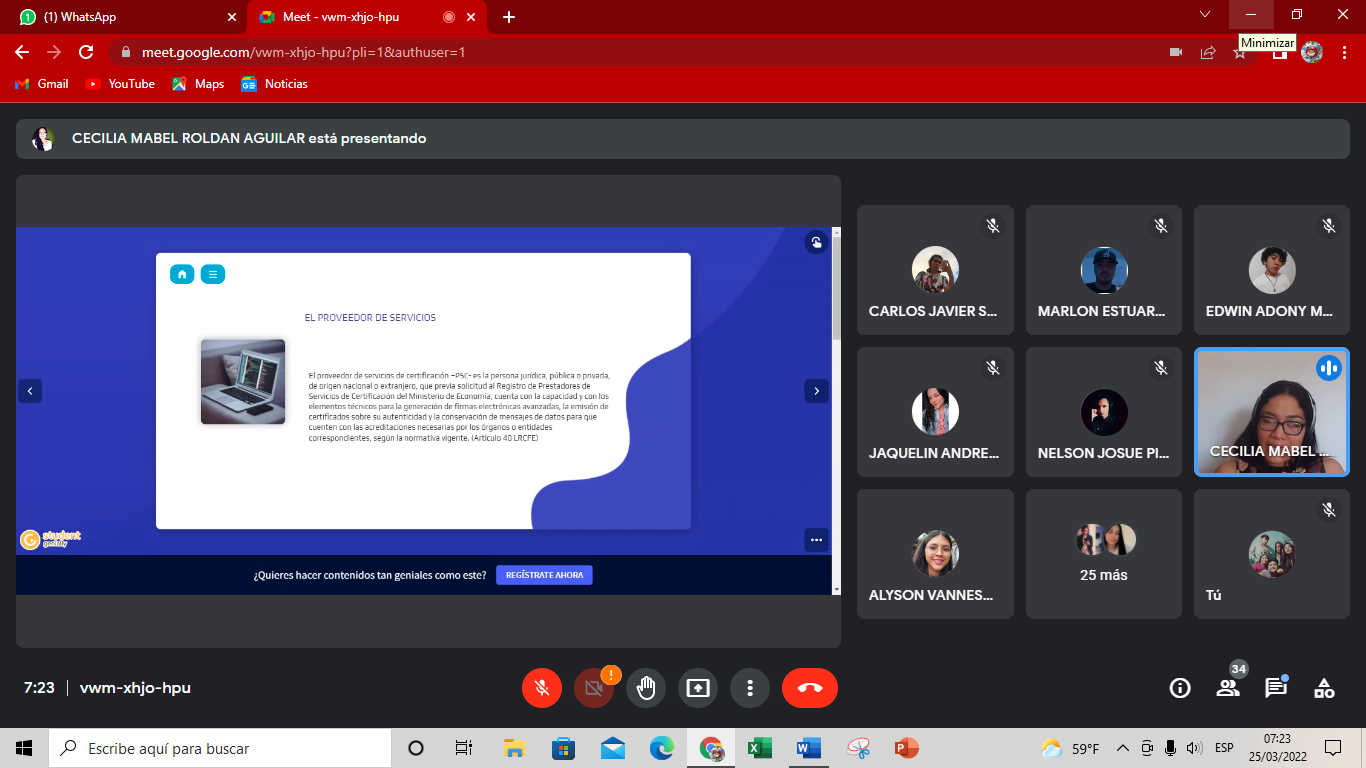 (1) WhatsApp
Meet - vwm-xhjo-hpu
Minimizar
meet.google.com/vwm-xhjo-hpu?pli=1&authuser=1
Gmail
YouTube
Maps
Noticias
CECILIA MABEL ROLDAN AGUILAR está presentando
EL PROVEEDOR DE SERVICIOS
El proveedor de servicios de certificación –PSC- es la persona jurídica, pública o privada,
de origen nacional o extranjero, que previa solicitud al Registro de Prestadores de
Servicios de Certificación del Ministerio de Economía, cuenta con la capacidad y con los
elementos técnicos para la generación de firmas electrónicas avanzadas, la emisión de
certificados sobre su autenticidad y la conservación de mensajes de datos para que
cuenten con las acreditaciones necesarias por los órganos o entidades
correspondientes, según la normativa vigente. (Artículo 40 LRCFE)
student
genially
¿Quieres hacer contenidos tan geniales como este?
REGÍSTRATE AHORA
CARLOS JAVIER S...
MARLON ESTUAR...
EDWIN ADONY M...
JAQUELIN ANDRE...
NELSON JOSUE PI...
CECILIA MABEL ...
ALYSON VANNES...
25 más
Tú
7:23
vwm-xhjo-hpu
34
Escribe aquí para buscar
59°F
ESP
07:23
25/03/2022